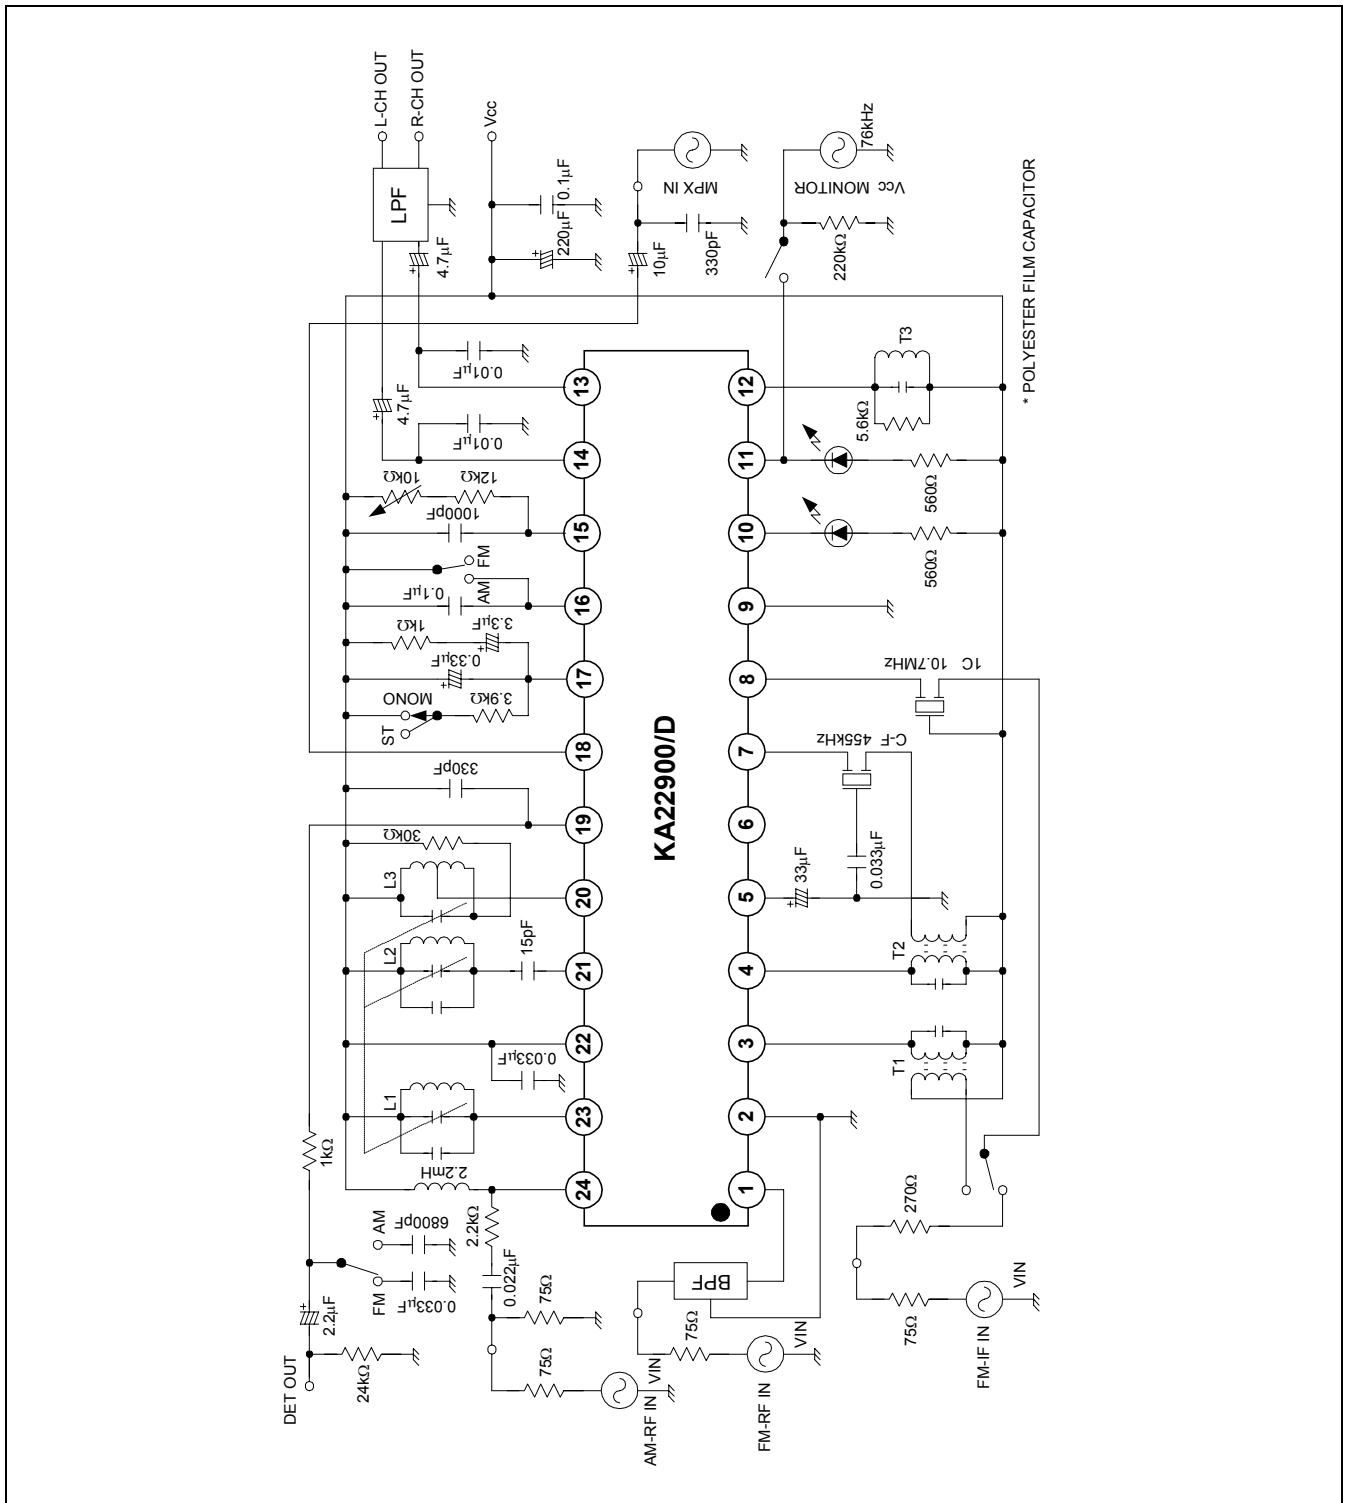 L-CH OUT
R-CH OUT
Vcc
LPF
4.7µF
4.7µF
0.01µF
0.01µF
220µF
0.1µF
10µF
MPX IN
330pF
76kHz
Vcc MONITOR
220kΩ
* POLYESTER FILM CAPACITOR
10kΩ
12kΩ
1000pF
FM
AM
0.1µF
1kΩ
3.3µF
0.33µF
MONO
ST
3.9kΩ
330pF
30kΩ
L3
L2
15pF
0.033µF
L1
2.2mH
1kΩ
AM
6800pF
FM
0.033µF
2.2µF
24kΩ
DET OUT
2.2kΩ
0.022µF
75Ω
75Ω
VIN
AM-RF IN
13
14
15
16
17
18
19
20
21
22
23
24
KA22900/D
12
11
10
9
8
7
6
5
4
3
2
1
T3
5.6kΩ
560Ω
560Ω
1C 10.7MHz
C-F 455kHz
33µF
0.033µF
T2
T1
BPF
75Ω
VIN
FM-RF IN
270Ω
75Ω
VIN
FM-IF IN